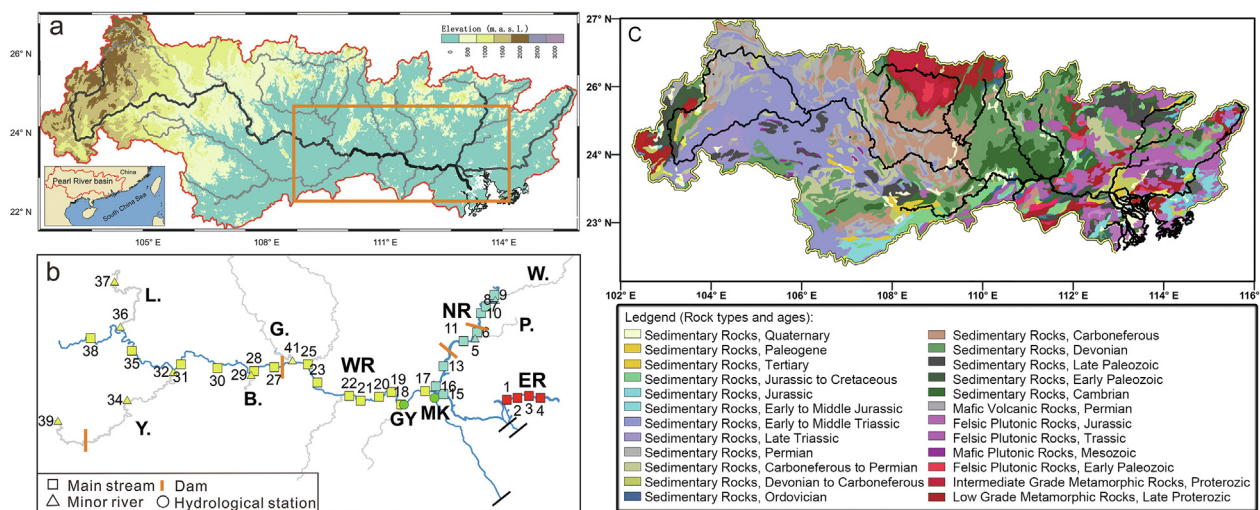 a
Elevation (m.a.s.l.)
0
500
1000
1500
2000
2500
3000
26° N
24° N
22° N
105° E
108° E
111° E
114° E
China
Pearl River basin
South China Sea
b
37
L.
36
38
35
32
31
30
28
29
B.
34
39
Y.
G.
41
27
25
23
WR
22
21
20
19
18
GY
17
MK
16
15
13
11
NR
W.
9
8
10
P.
6
5
ER
1
2
3
4
Main stream
Dam
Minor river
Hydrological station
c
27° N
26° N
24° N
23° N
102° E
104° E
106° E
108° E
110° E
112° E
114° E
116° E
Ledgend (Rock types and ages):
Sedimentary Rocks, Quaternary
Sedimentary Rocks, Paleogene
Sedimentary Rocks, Tertiary
Sedimentary Rocks, Jurassic to Cretaceous
Sedimentary Rocks, Jurassic
Sedimentary Rocks, Early to Middle Jurassic
Sedimentary Rocks, Early to Middle Triassic
Sedimentary Rocks, Late Triassic
Sedimentary Rocks, Permian
Sedimentary Rocks, Carboneferous to Permian
Sedimentary Rocks, Devonian to Carboneferous
Sedimentary Rocks, Ordovician
Sedimentary Rocks, Carboneferous
Sedimentary Rocks, Devonian
Sedimentary Rocks, Late Paleozoic
Sedimentary Rocks, Early Paleozoic
Sedimentary Rocks, Cambrian
Mafic Volcanic Rocks, Permian
Felsic Plutonic Rocks, Jurassic
Felsic Plutonic Rocks, Trassic
Mafic Plutonic Rocks, Mesozoic
Felsic Plutonic Rocks, Early Paleozoic
Intermediate Grade Metamorphic Rocks, Proterozic
Low Grade Metamorphic Rocks, Late Proterozic